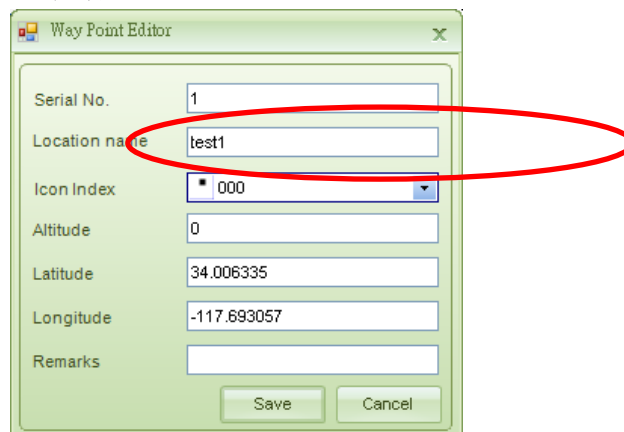 Way Point Editor
Serial No. 1
Location name test1
Icon Index 000
Altitude 0
Latitude 34.006335
Longitude -117.693057
Remarks
Save Cancel